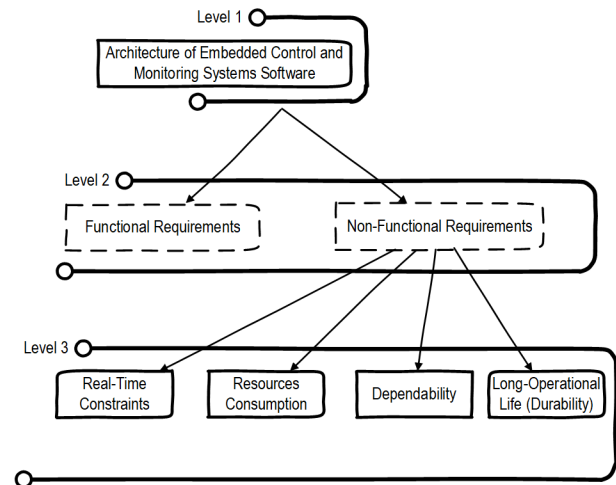 Level 1
Architecture of Embedded Control and
Monitoring Systems Software
Level 2
Functional Requirements
Non-Functional Requirements
Level 3
Real-Time
Constraints
Resources
Consumption
Dependability
Long-Operational
Life (Durability)